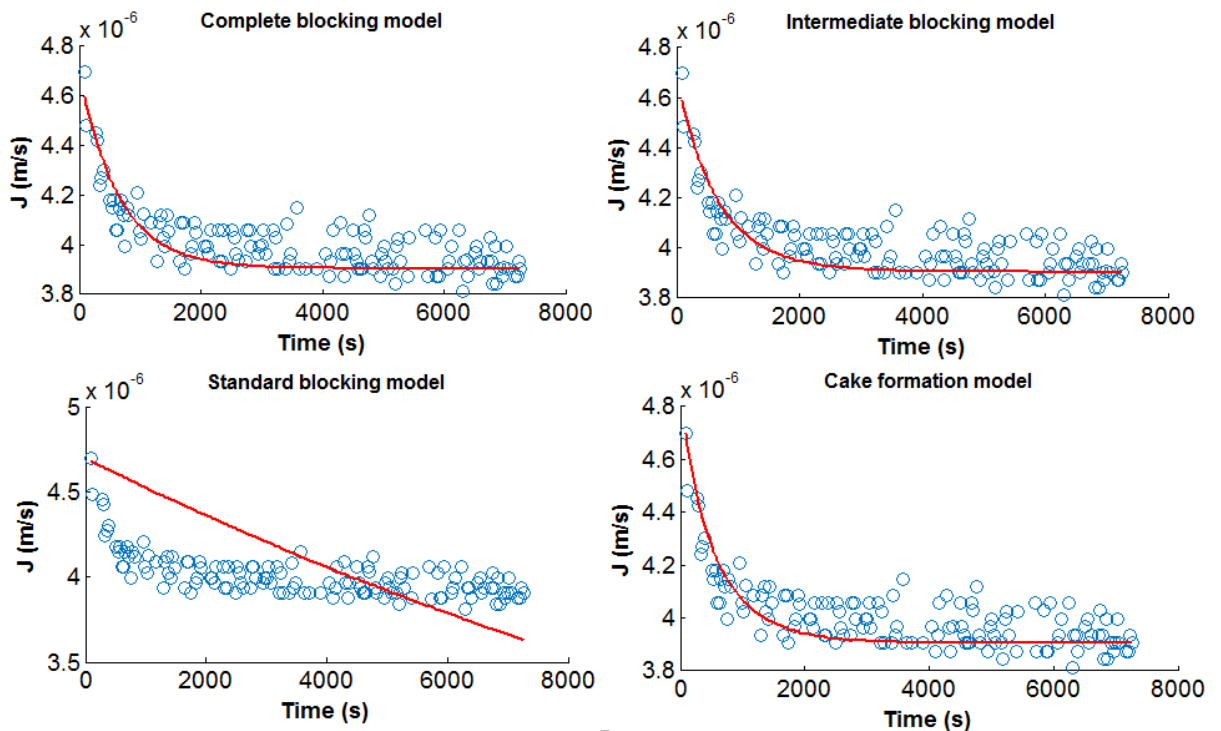 Complete blocking model
x 10⁻⁶
4.8
4.6
4.4
4.2
4
3.8
J (m/s)
0 2000 4000 6000 8000
Time (s)
Intermediate blocking model
x 10⁻⁶
4.8
4.6
4.4
4.2
4
3.8
J (m/s)
0 2000 4000 6000 8000
Time (s)
Standard blocking model
x 10⁻⁶
5
4.5
4
3.5
J (m/s)
0 2000 4000 6000 8000
Time (s)
Cake formation model
x 10⁻⁶
4.8
4.6
4.4
4.2
4
3.8
J (m/s)
0 2000 4000 6000 8000
Time (s)